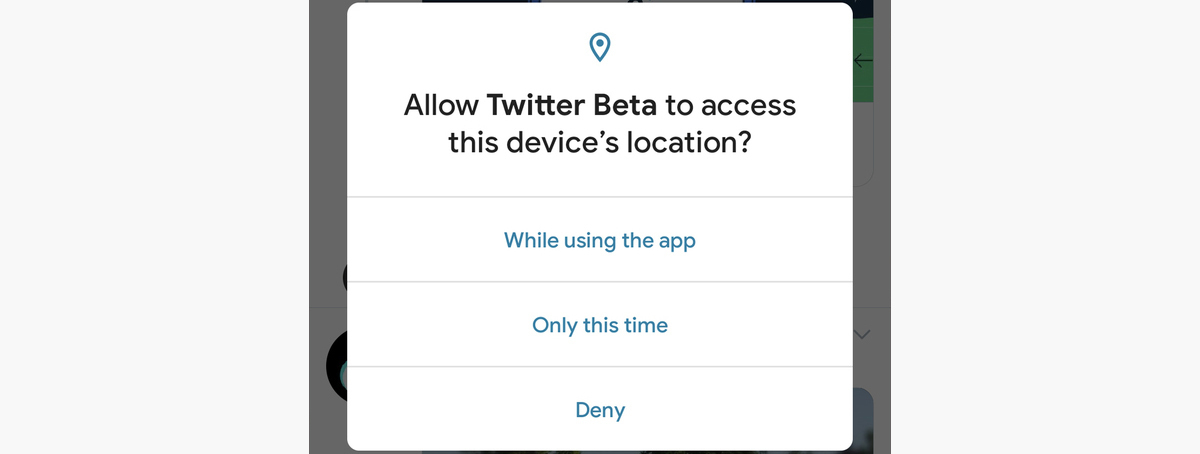 Allow Twitter Beta to access
this device’s location?
While using the app
Only this time
Deny